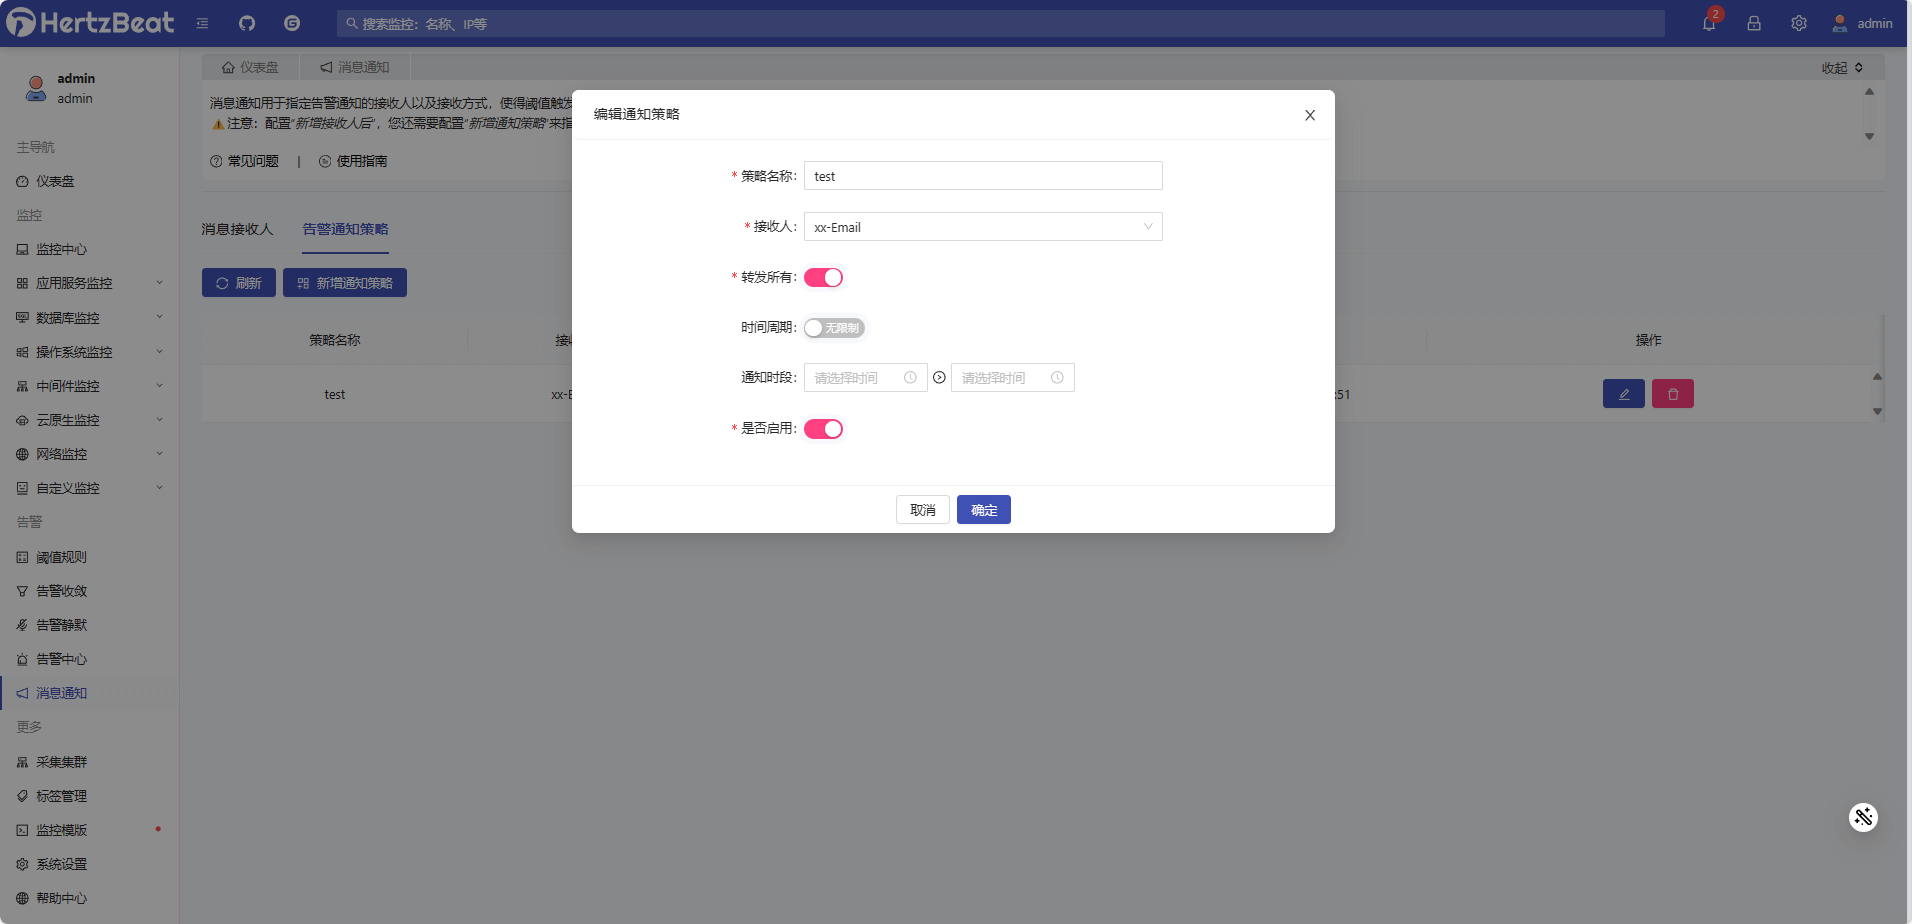 HertzBeat
搜索监控：名称、IP等
2
admin
admin
admin
主导航
仪表盘
监控
监控中心
应用服务监控
数据库监控
操作系统监控
中间件监控
云原生监控
网络监控
自定义监控
告警
阈值规则
告警收敛
告警静默
告警中心
消息通知
更多
采集集群
标签管理
监控模版
系统设置
帮助中心
仪表盘
消息通知
收起
消息通知用于指定告警通知的接收人以及接收方式，使得阈值触发
注意：配置“新增接收人后”，您还需要配置“新增通知策略”来指
常见问题 | 使用指南
消息接收人
告警通知策略
刷新
新增通知策略
策略名称
操作
test
xx-E
:51
编辑通知策略
* 策略名称： test
* 接收人： xx-Email
* 转发所有：
时间周期： 无限制
通知时段： 请选择时间 请选择时间
* 是否启用：
取消
确定